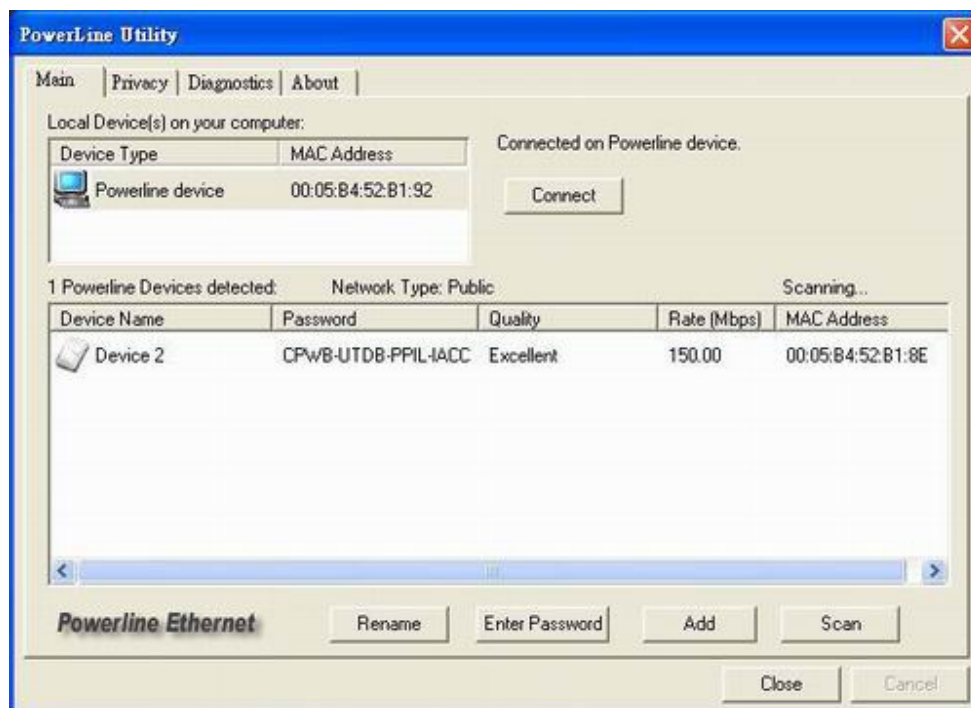 PowerLine Utility
Main Privacy Diagnostics About
Local Device(s) on your computer:
Device Type MAC Address
Powerline device 00:05:B4:52:B1:92
Connected on Powerline device.
Connect
1 Powerline Devices detected: Network Type: Public Scanning...
Device Name Password Quality Rate (Mbps) MAC Address
Device 2 CPWB-UTDB-PPIL-IACC Excellent 150.00 00:05:B4:52:B1:8E
Powerline Ethernet
Rename Enter Password Add Scan
Close Cancel